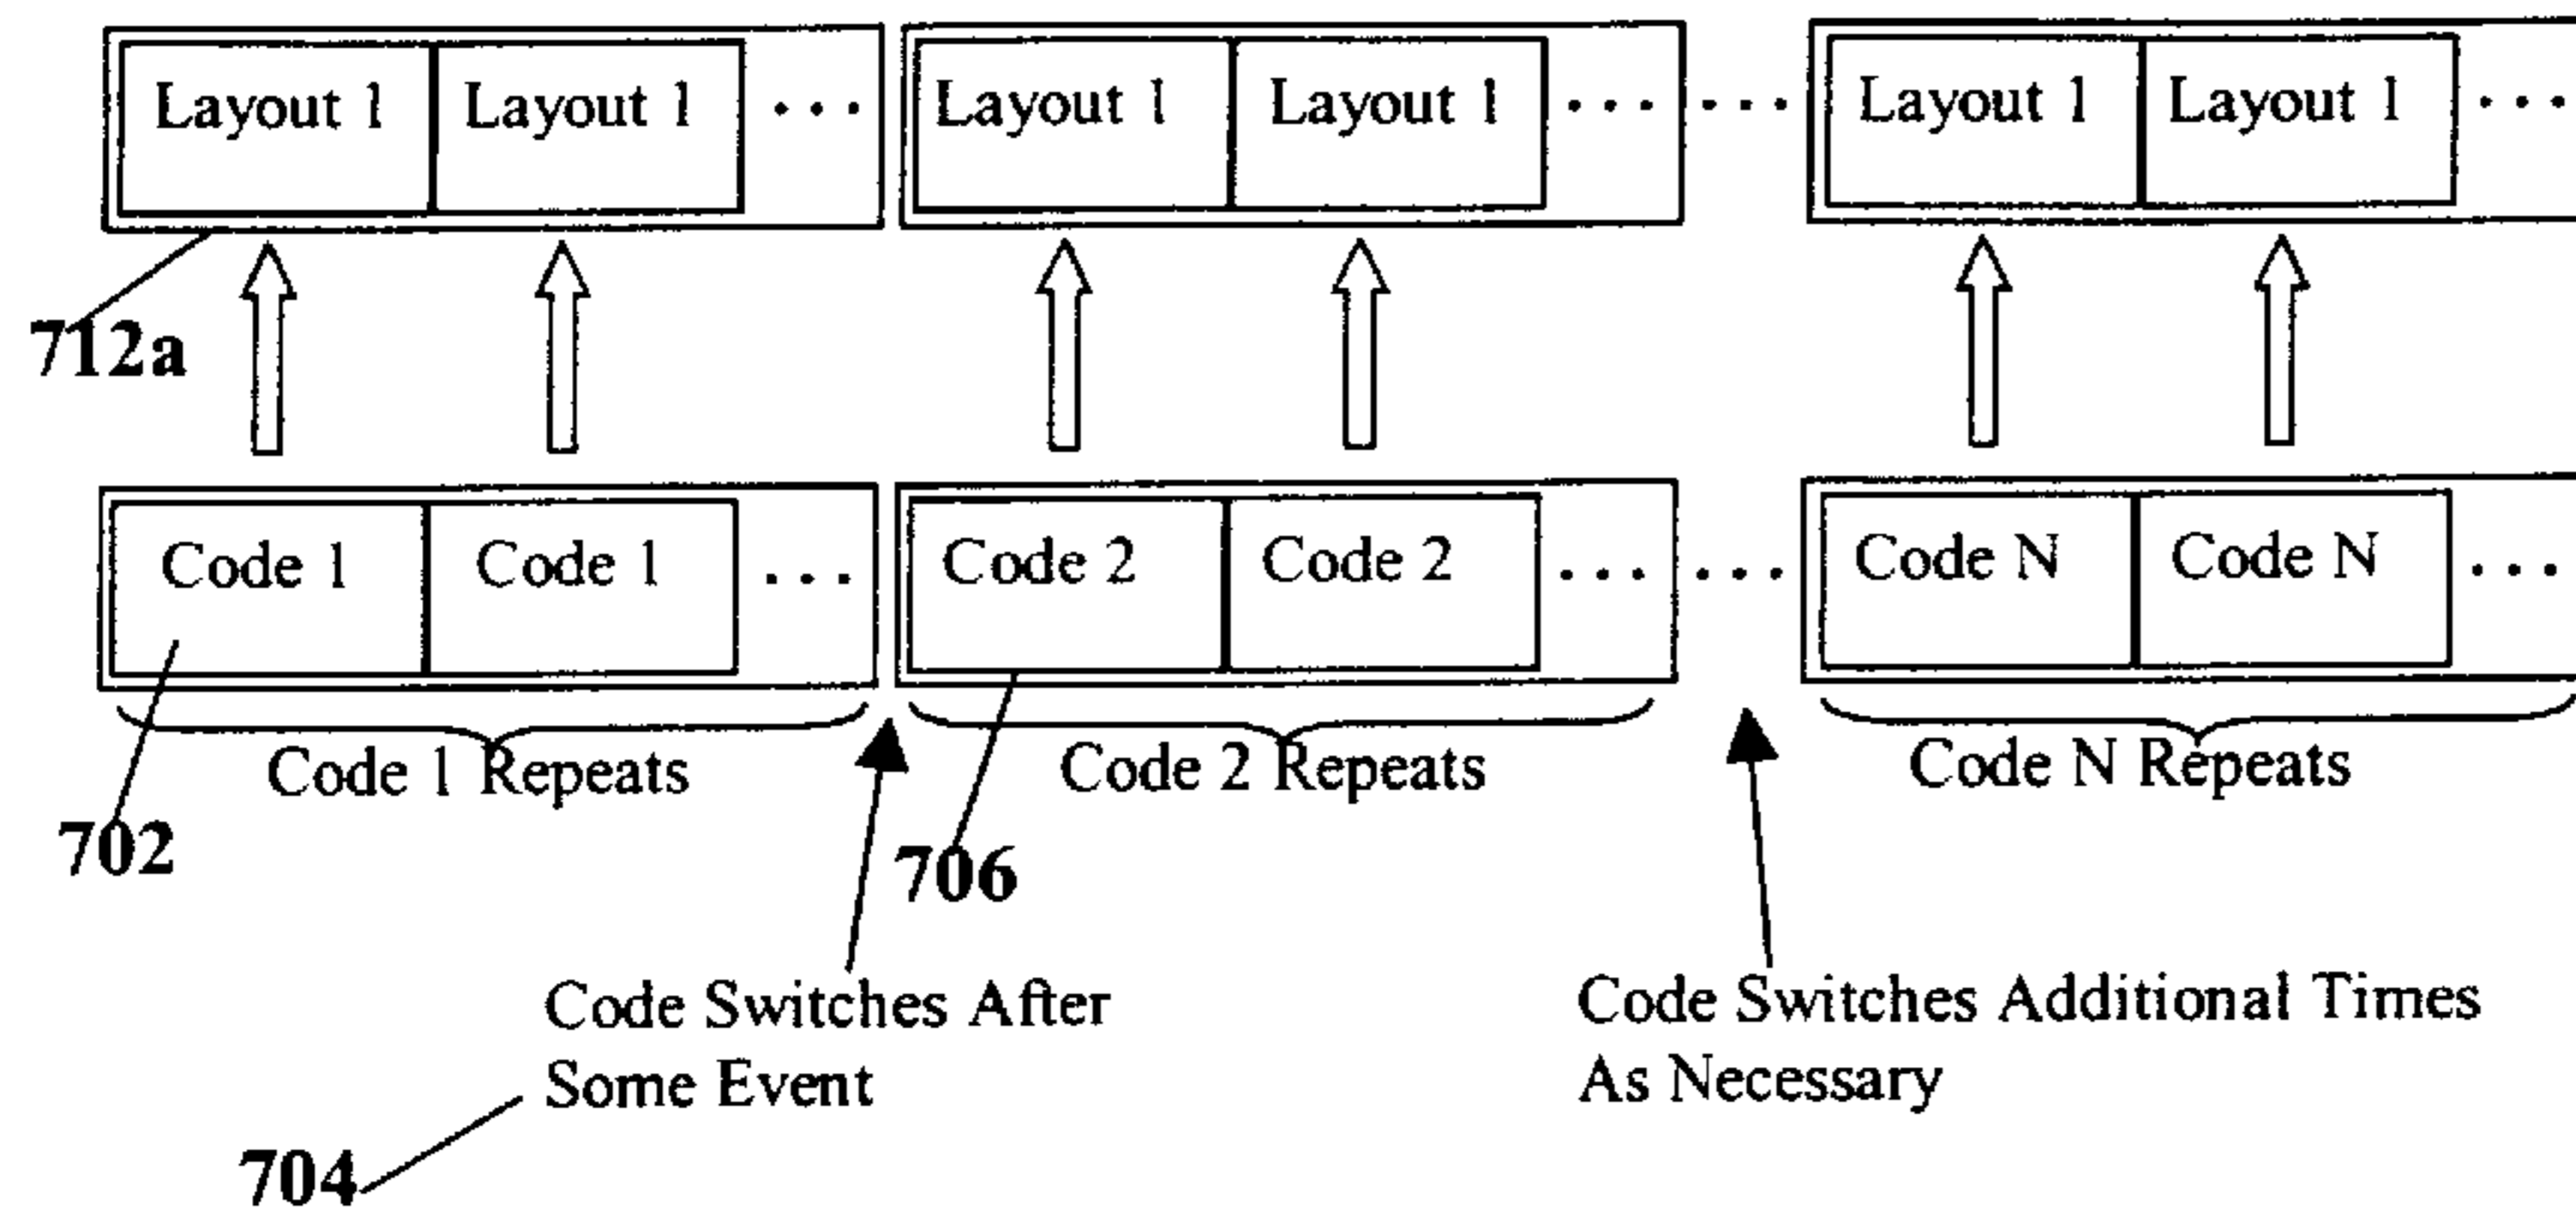 Layout 1 Layout 1 ... Layout 1 Layout 1 ... ... Layout 1 Layout 1 ...
712a
Code 1 Code 1 ... Code 2 Code 2 ... ... Code N Code N ...
Code 1 Repeats Code 2 Repeats Code N Repeats
702 706
Code Switches After
Some Event
Code Switches Additional Times
As Necessary
704